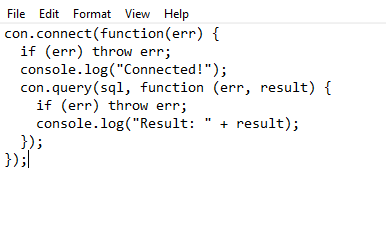 File Edit Format View Help
con.connect(function(err) {
  if (err) throw err;
  console.log("Connected!");
  con.query(sql, function (err, result) {
    if (err) throw err;
    console.log("Result: " + result);
  });
});